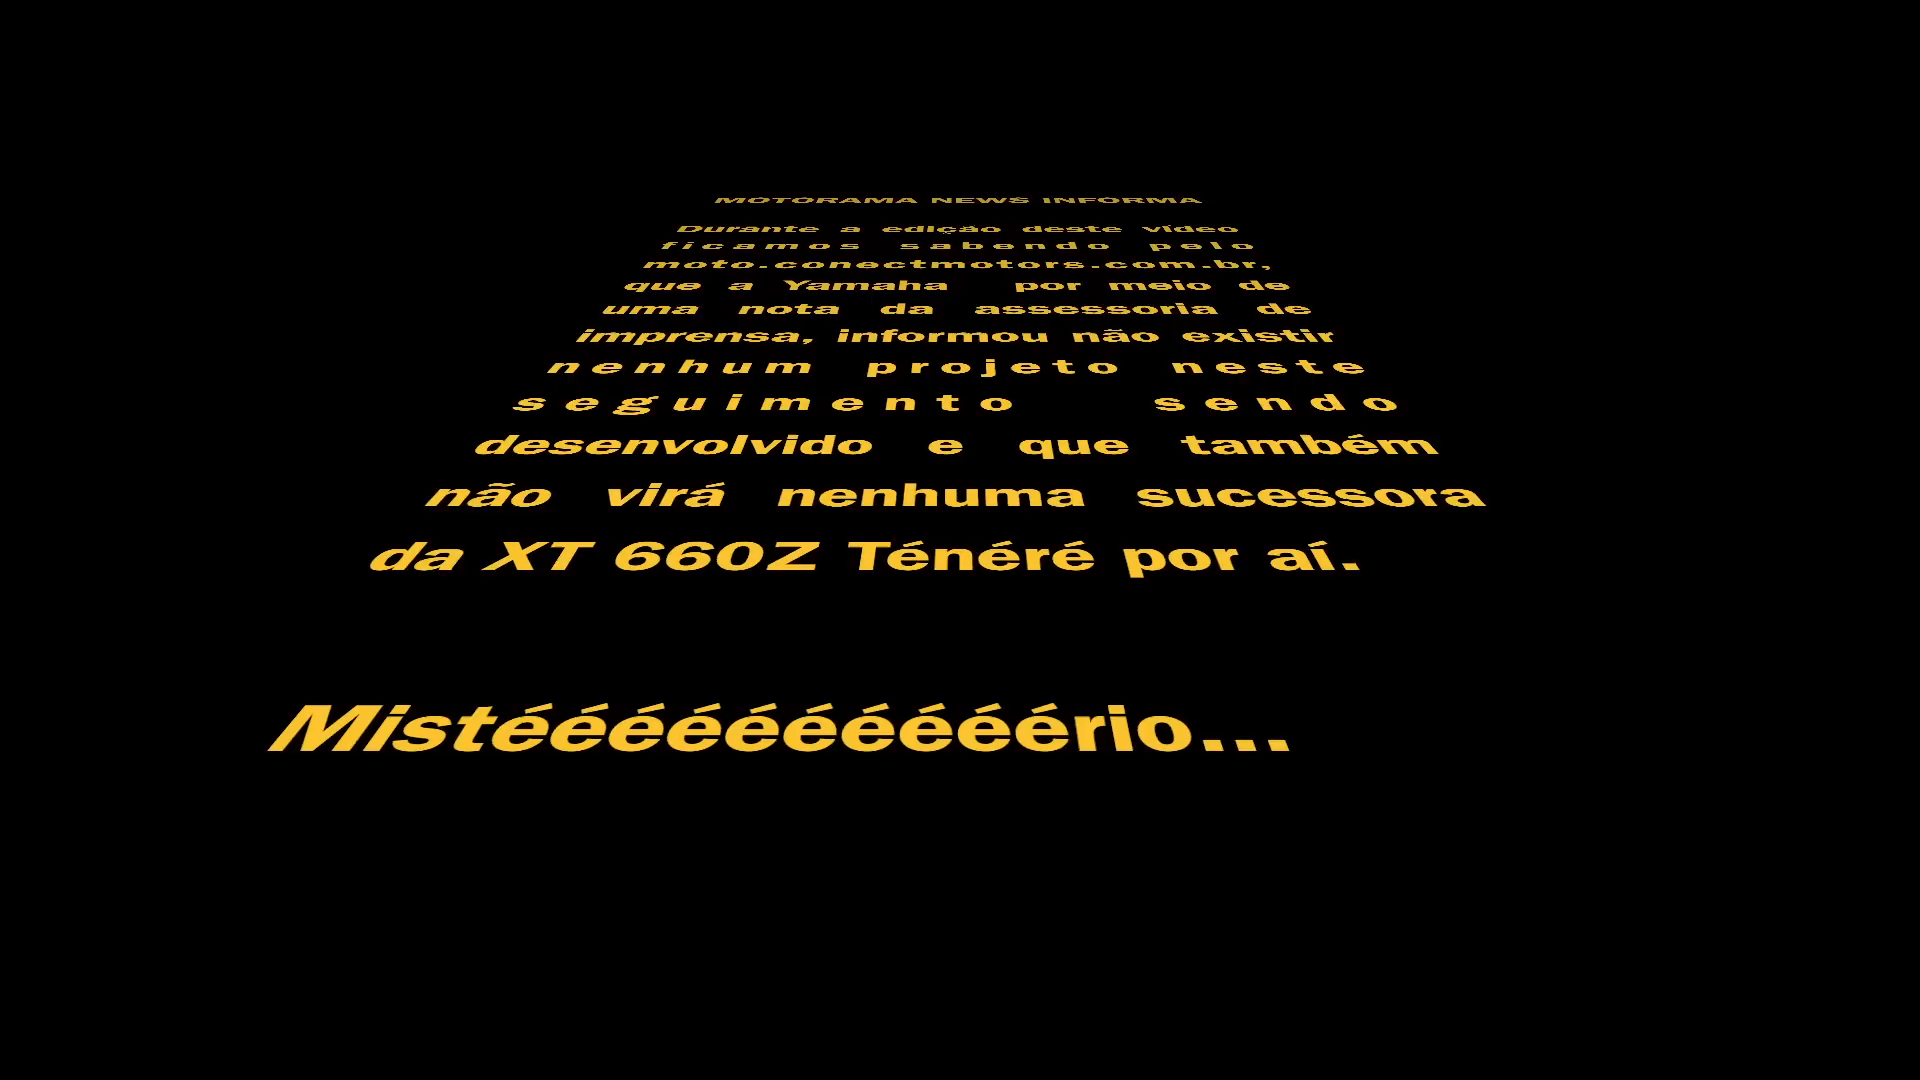 MOTORAMA NEWS INFORMA
Durante a edição deste vídeo
ficamos sabendo pelo
moto.conectmotors.com.br,
que a Yamaha por meio de
uma nota da assessoria de
imprensa, informou não existir
nenhum projeto neste
seguimento sendo
desenvolvido e que também
não virá nenhuma sucessora
da XT 660Z Ténéré por aí.
Mistéééééééééério...